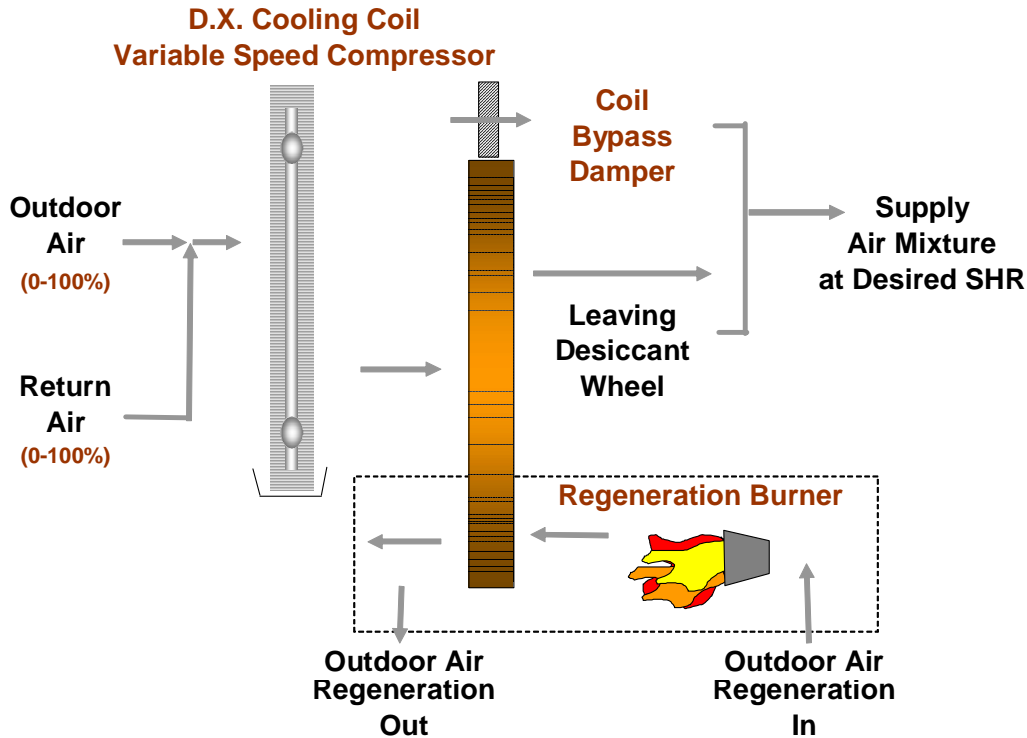 D.X. Cooling Coil
Variable Speed Compressor
Coil
Bypass
Damper
Outdoor
Air
(0-100%)
Supply
Air Mixture
at Desired SHR
Leaving
Desiccant
Wheel
Return
Air
(0-100%)
Regeneration Burner
Outdoor Air
Regeneration
Out
Outdoor Air
Regeneration
In